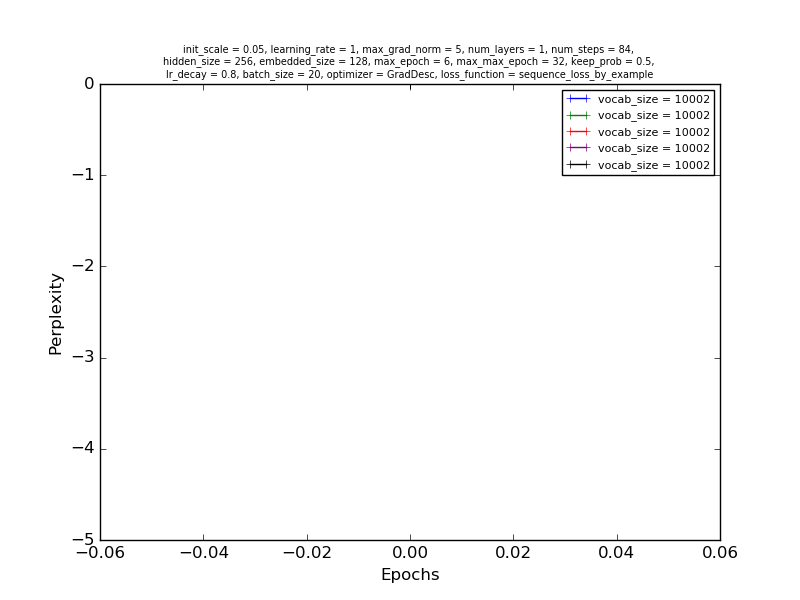 init_scale = 0.05, learning_rate = 1, max_grad_norm = 5, num_layers = 1, num_steps = 84,
hidden_size = 256, embedded_size = 128, max_epoch = 6, max_max_epoch = 32, keep_prob = 0.5,
lr_decay = 0.8, batch_size = 20, optimizer = GradDesc, loss_function = sequence_loss_by_example
vocab_size = 10002
vocab_size = 10002
vocab_size = 10002
vocab_size = 10002
vocab_size = 10002
0
−1
−2
−3
−4
−5
Perplexity
−0.06 −0.04 −0.02 0.00 0.02 0.04 0.06
Epochs